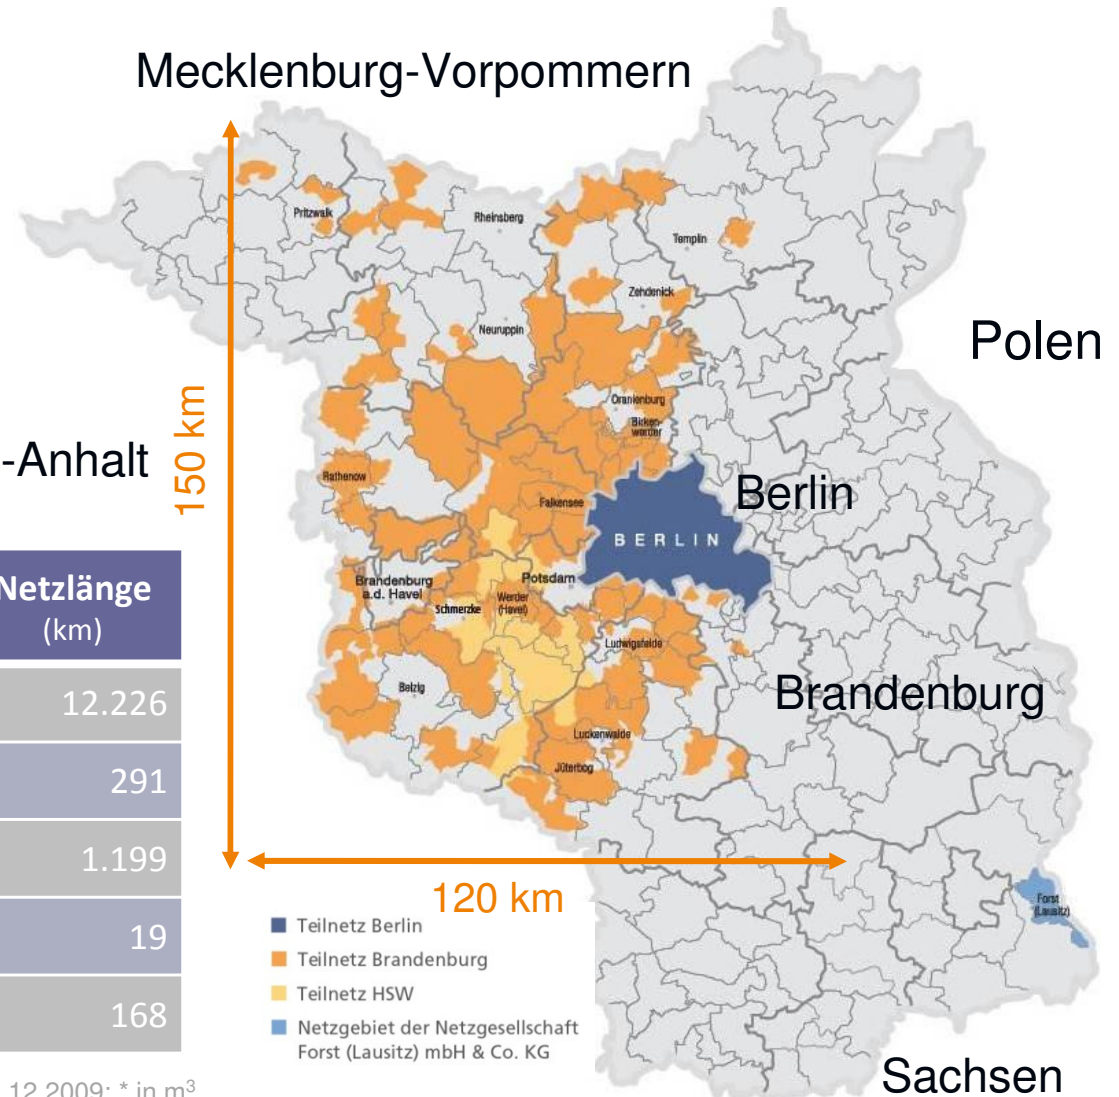 Mecklenburg-Vorpommern
Pritzwalk
Rheinsberg
Templin
Zehdenick
Neuruppin
Polen
150 km
Oranienburg
Birken-
werder
-Anhalt
Rathenow
Falkensee
Berlin
BERLIN
Netzlänge
(km)
Brandenburg
a.d. Havel
Potsdam
Schmerzke
Werder
(Havel)
Ludwigsfelde
12.226
Belzig
Brandenburg
Luckenwalde
Jüterbog
291
1.199
120 km
Forst
(Lausitz)
19
Teilnetz Berlin
Teilnetz Brandenburg
Teilnetz HSW
168
Netzgebiet der Netzgesellschaft
Forst (Lausitz) mbH & Co. KG
12.2009; * in m³
Sachsen